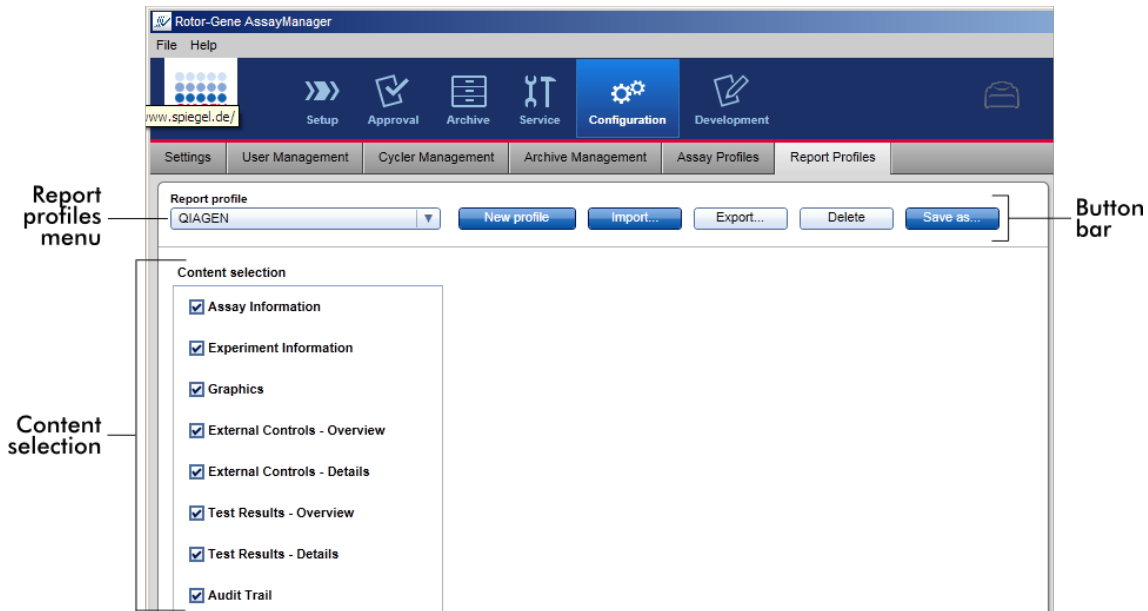 Rotor-Gene AssayManager
File Help
www.spiegel.de/
Setup Approval Archive Service Configuration Development
Settings User Management Cycler Management Archive Management Assay Profiles Report Profiles
Report profiles menu
Report profile
QIAGEN
New profile Import... Export... Delete Save as...
Button bar
Content selection
Content selection
Assay Information
Experiment Information
Graphics
External Controls - Overview
External Controls - Details
Test Results - Overview
Test Results - Details
Audit Trail